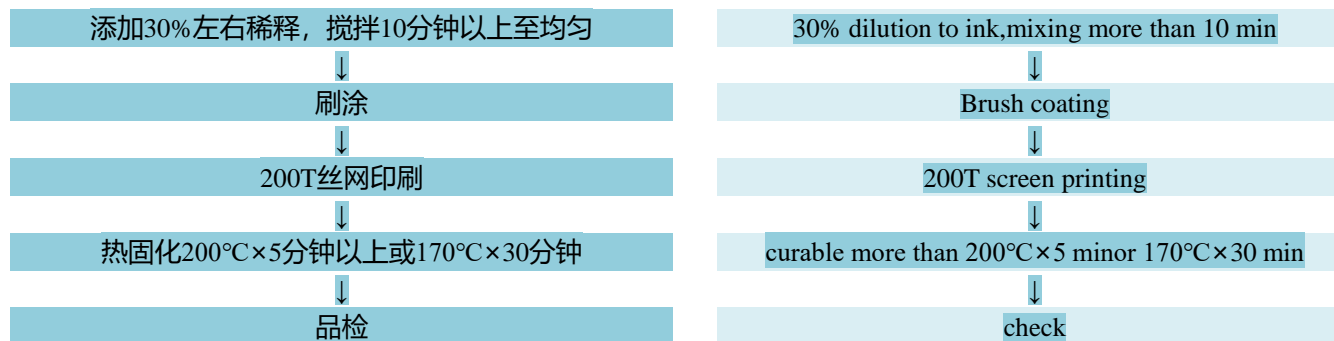 添加30%左右稀释，搅拌10分钟以上至均匀
↓
刷涂
↓
200T丝网印刷
↓
热固化200℃×5分钟以上或170℃×30分钟
↓
品检
30% dilution to ink,mixing more than 10 min
↓
Brush coating
↓
200T screen printing
↓
curable more than 200℃×5 minor 170℃×30 min
↓
check